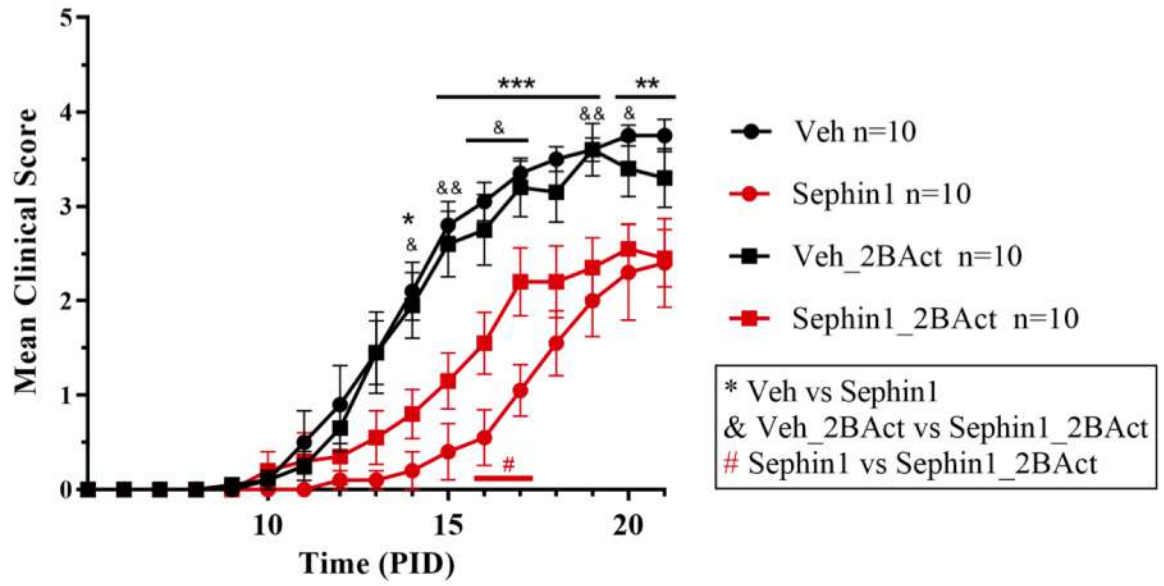 5
4
3
2
1
0
Mean Clinical Score
10
15
20
Time (PID)
***
**
&
&&
&
&&
*
&
#
Veh n=10
Sephin1 n=10
Veh_2BAct n=10
Sephin1_2BAct n=10
* Veh vs Sephin1
& Veh_2BAct vs Sephin1_2BAct
# Sephin1 vs Sephin1_2BAct